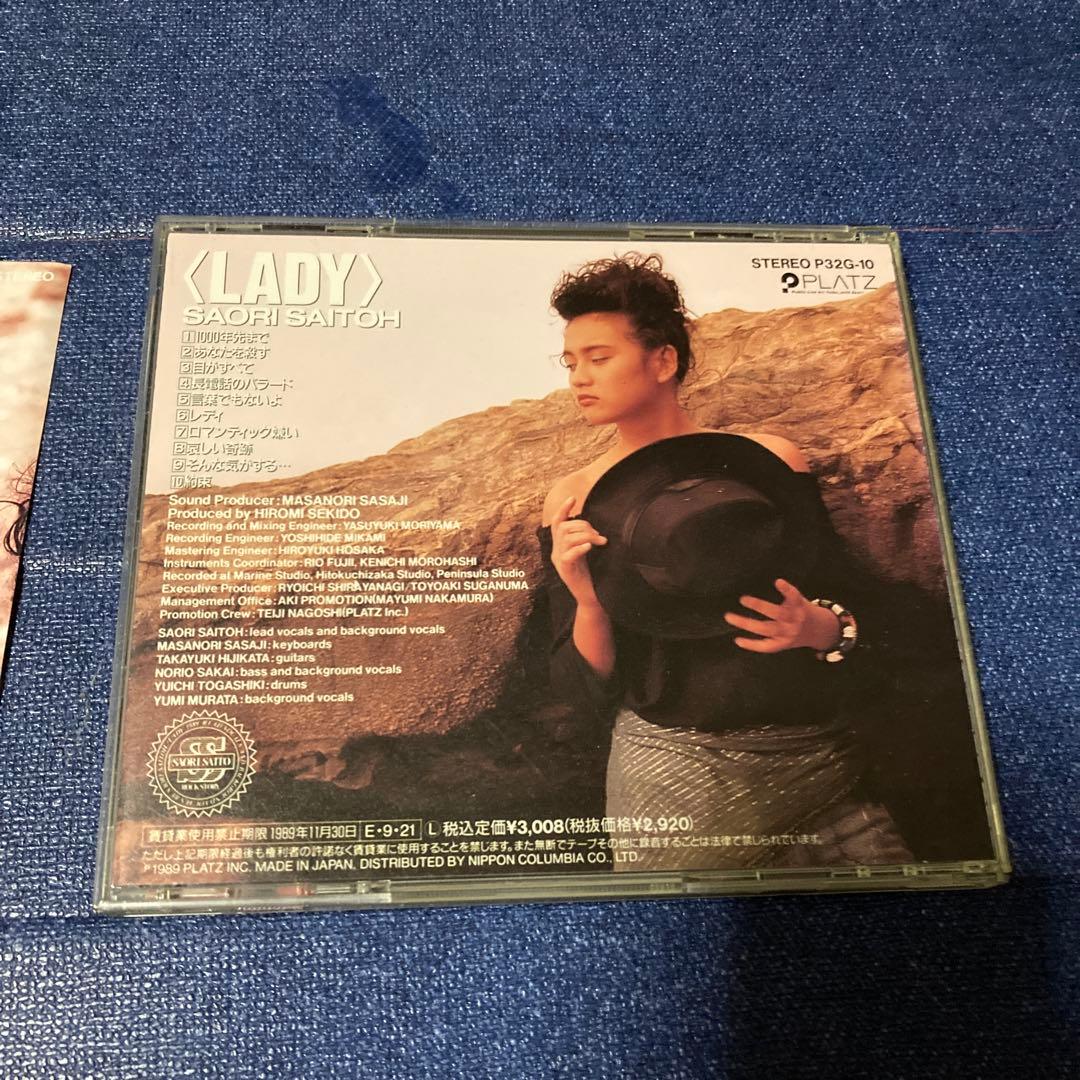 STEREO
〈LADY〉
SAORI SAITOH
1 1000年先まで
2 あなたを殺す
3 目がすべて
4 長電話のバラード
5 言葉でもないよ
6 レディ
7 ロマンティック嫌い
8 哀しい奇跡
9 そんな気がする…
10 約束
STEREO P32G-10
PLATZ
Sound Producer: MASANORI SASAJI
Produced by HIROMI SEKIDO
Recording and Mixing Engineer: YASUYUKI MORIYAMA
Recording Engineer: YOSHIHIDE MIKAMI
Mastering Engineer: HIROYUKI HOSAKA
Instruments Coordinator: RIO FUJII, KENICHI MOROHASHI
Recorded at Marine Studio, Hitokuchizaka Studio, Peninsula Studio
Executive Producer: RYOICHI SHIRAYANAGI/TOYOAKI SUGANUMA
Management Office: AKI PROMOTION(MAYUMI NAKAMURA)
Promotion Crew: TEIJI NAGOSHI(PLATZ Inc.)
SAORI SAITOH: lead vocals and background vocals
MASANORI SASAJI: keyboards
TAKAYUKI HIJIKATA: guitars
NORIO SAKAI: bass and background vocals
YUICHI TOGASHIKI: drums
YUMI MURATA: background vocals
SS
SAORI SAITO
ROCK STORY
賃貸業使用禁止期限 1989年11月30日 E・9・21 Ⓛ 税込定価¥3,008(税抜価格¥2,920)
ただし上記期限経過後も権利者の許諾なく賃貸業に使用することを禁じます。また無断でテープその他に録音することは法律で禁じられています。
℗1989 PLATZ INC. MADE IN JAPAN. DISTRIBUTED BY NIPPON COLUMBIA CO., LTD.